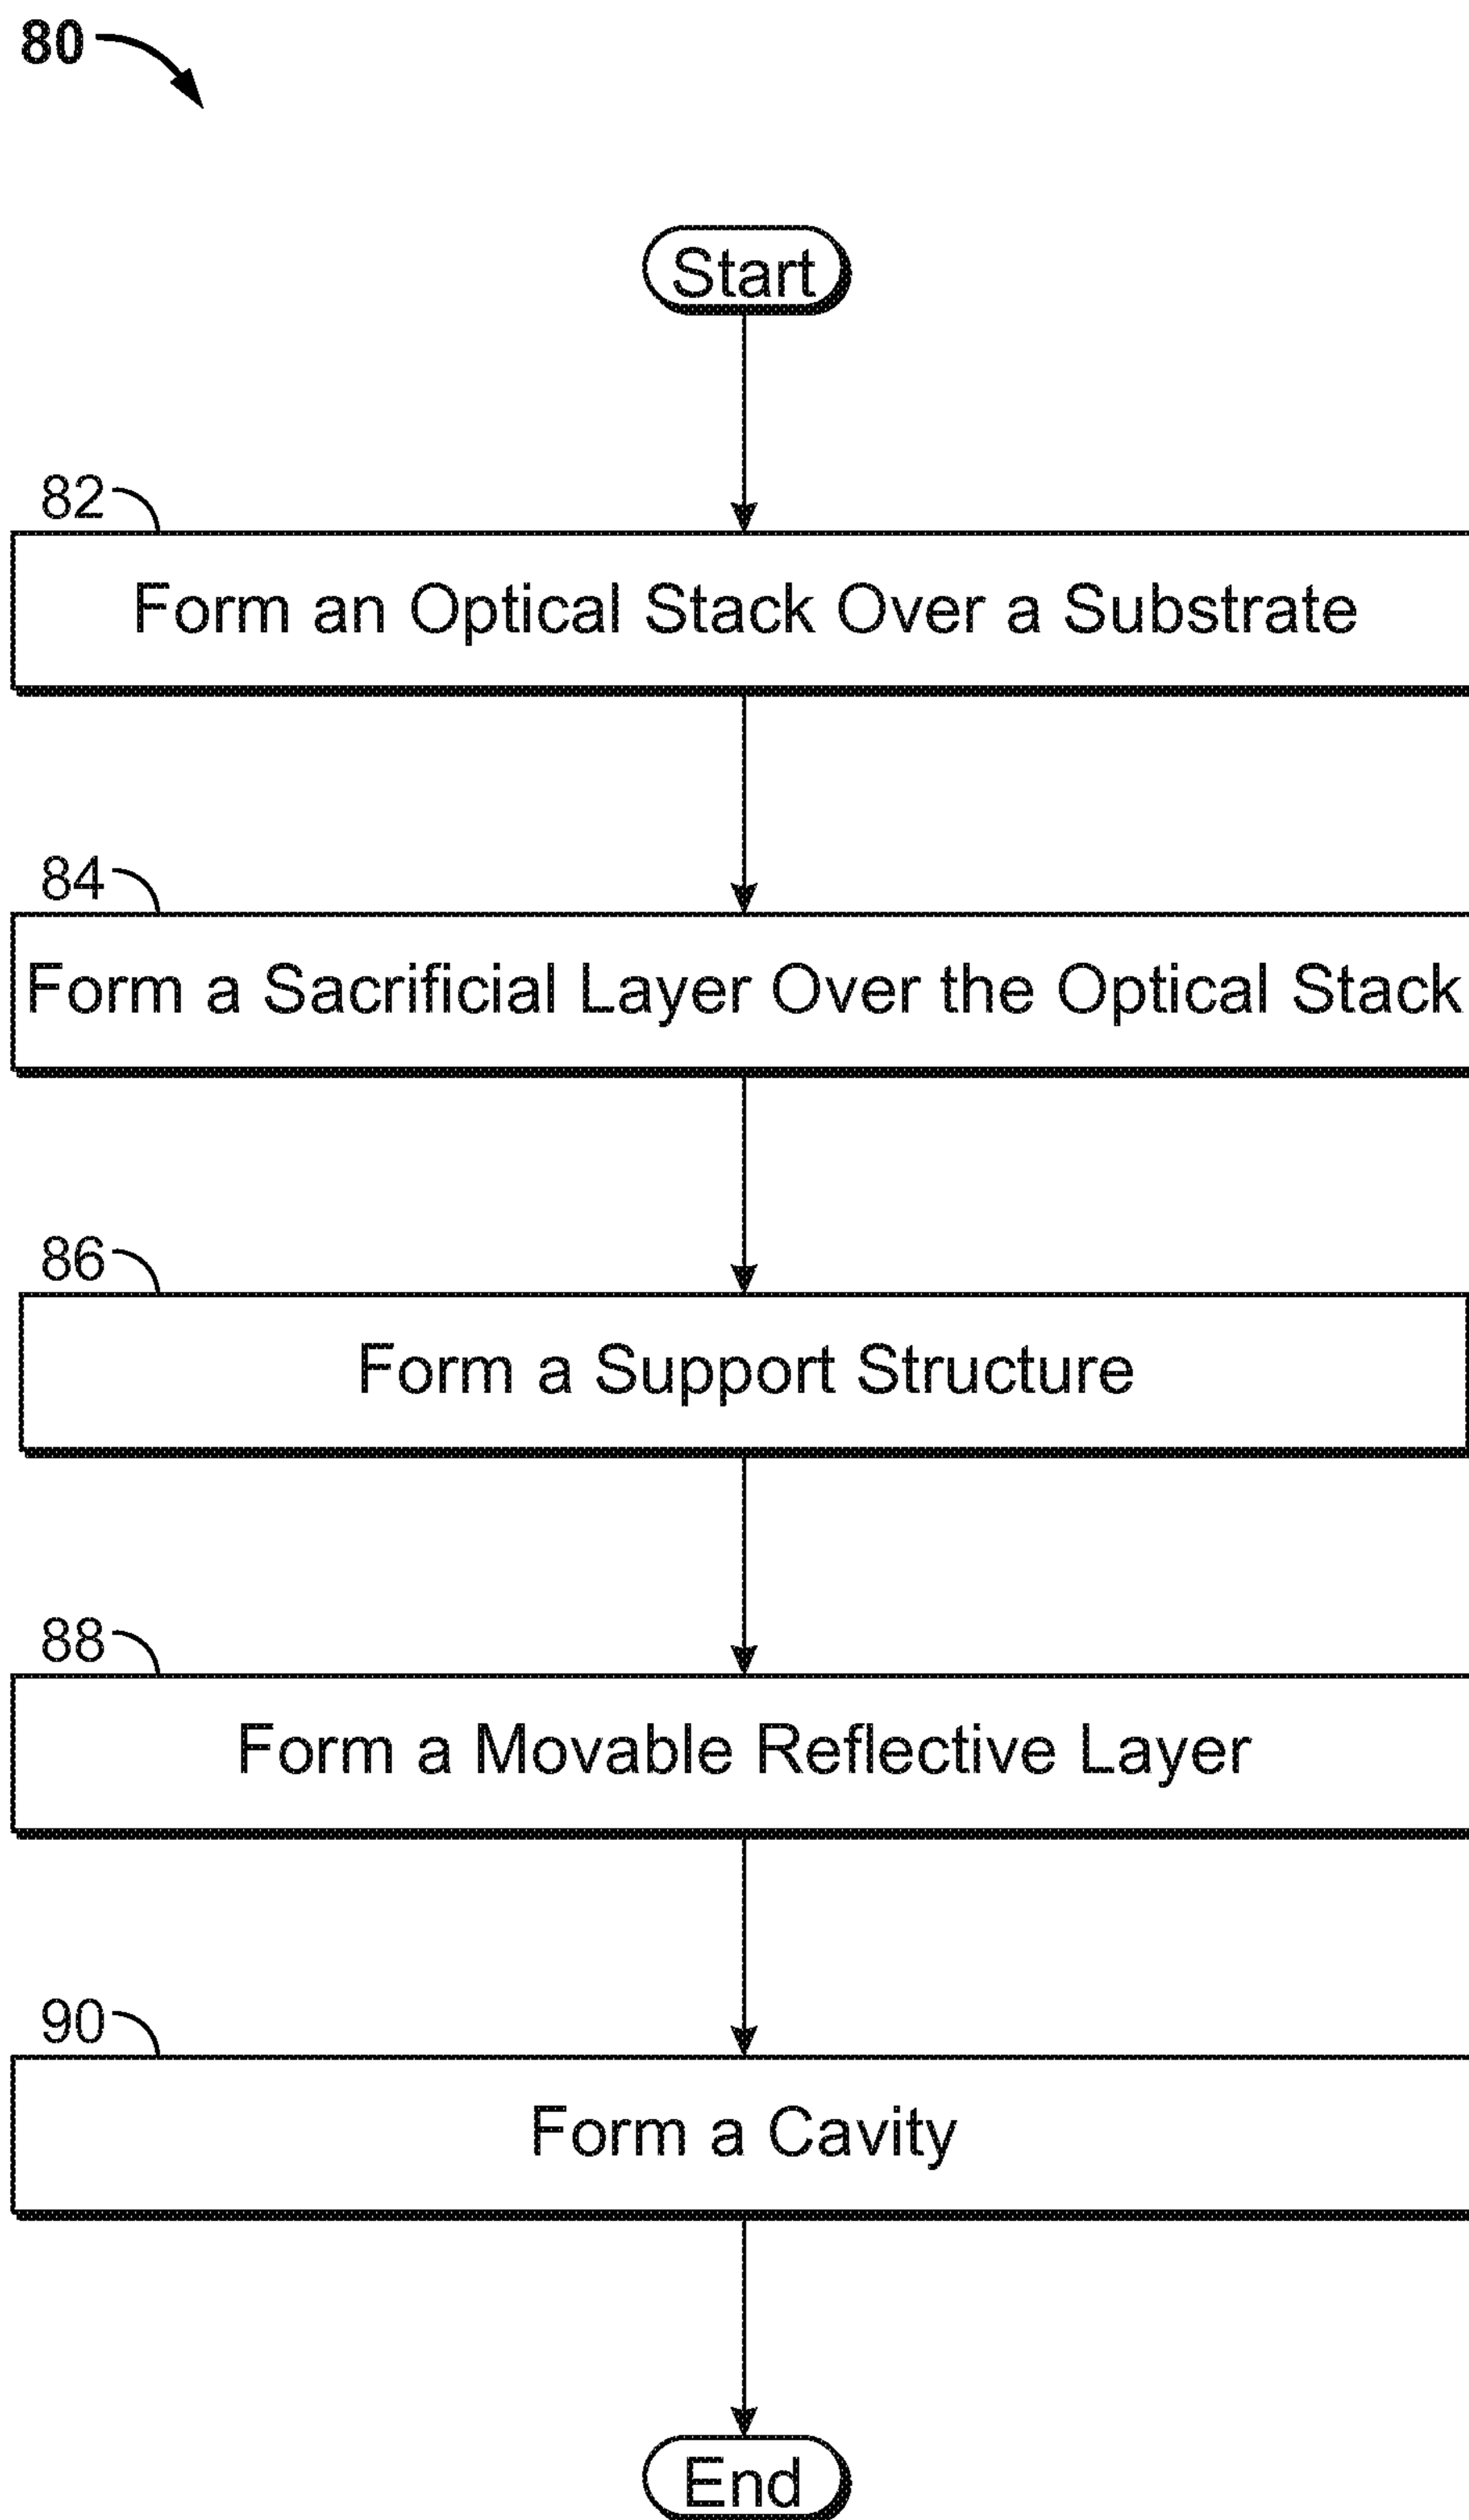 80
Start
82
Form an Optical Stack Over a Substrate
84
Form a Sacrificial Layer Over the Optical Stack
86
Form a Support Structure
88
Form a Movable Reflective Layer
90
Form a Cavity
End